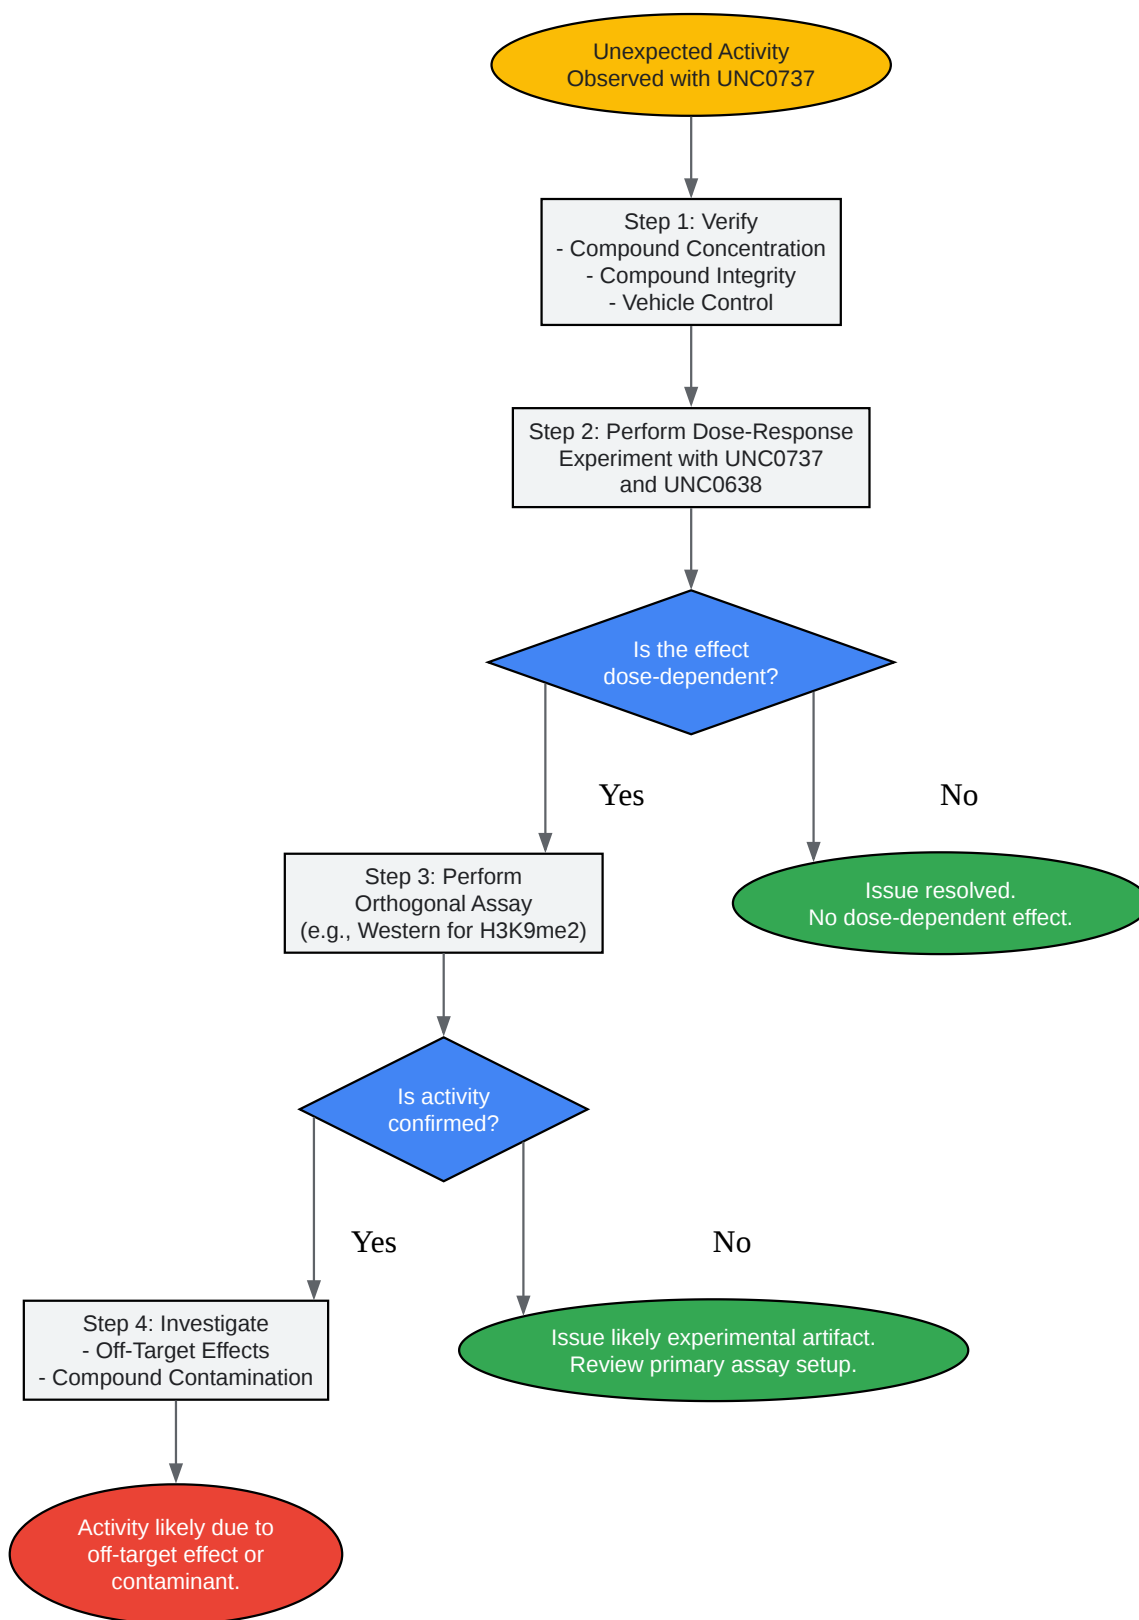 Unexpected Activity
Observed with UNC0737
Step 1: Verify
- Compound Concentration
- Compound Integrity
- Vehicle Control
Step 2: Perform Dose-Response
Experiment with UNC0737
and UNC0638
Is the effect
dose-dependent?
Yes
No
Step 3: Perform
Orthogonal Assay
(e.g., Western for H3K9me2)
Issue resolved.
No dose-dependent effect.
Is activity
confirmed?
Yes
No
Step 4: Investigate
- Off-Target Effects
- Compound Contamination
Issue likely experimental artifact.
Review primary assay setup.
Activity likely due to
off-target effect or
contaminant.